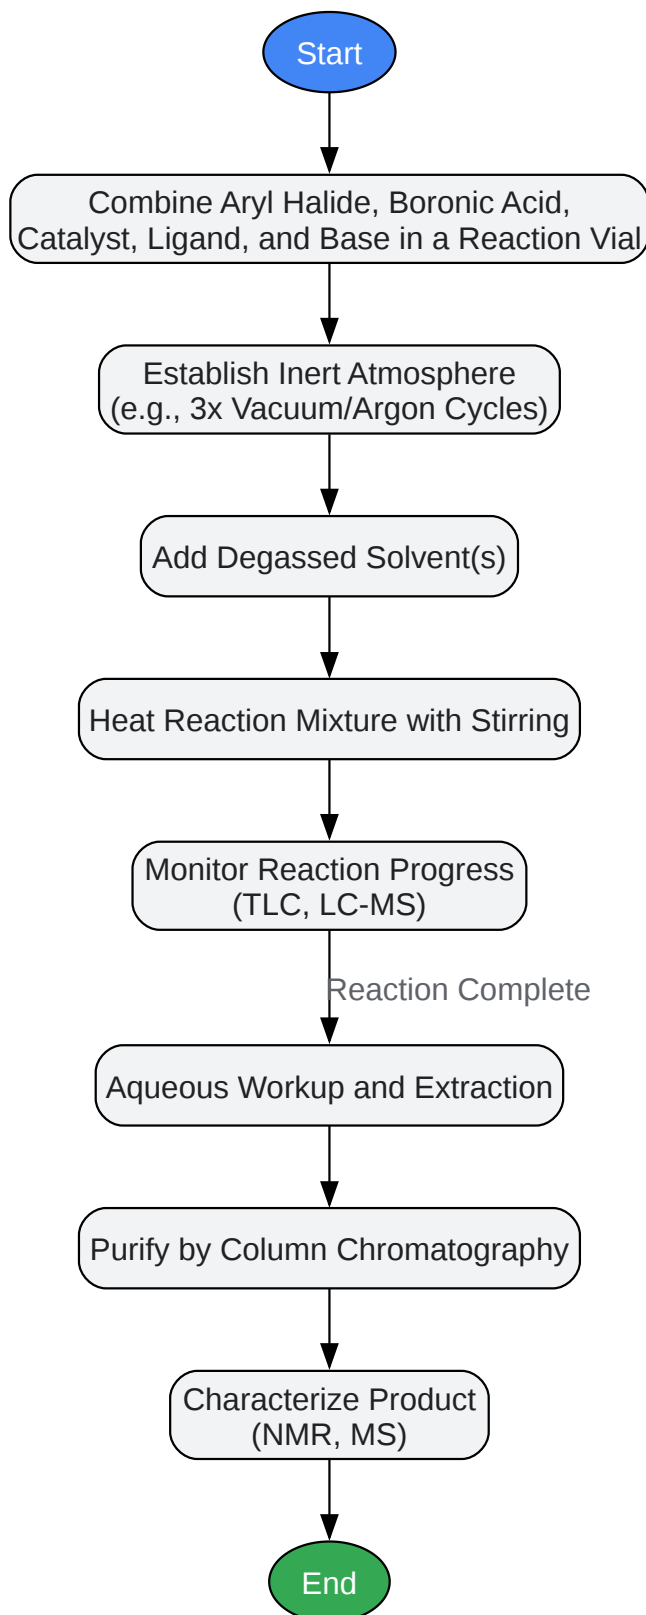 Start
Combine Aryl Halide, Boronic Acid,
Catalyst, Ligand, and Base in a Reaction Vial
Establish Inert Atmosphere
(e.g., 3x Vacuum/Argon Cycles)
Add Degassed Solvent(s)
Heat Reaction Mixture with Stirring
Monitor Reaction Progress
(TLC, LC-MS)
Reaction Complete
Aqueous Workup and Extraction
Purify by Column Chromatography
Characterize Product
(NMR, MS)
End